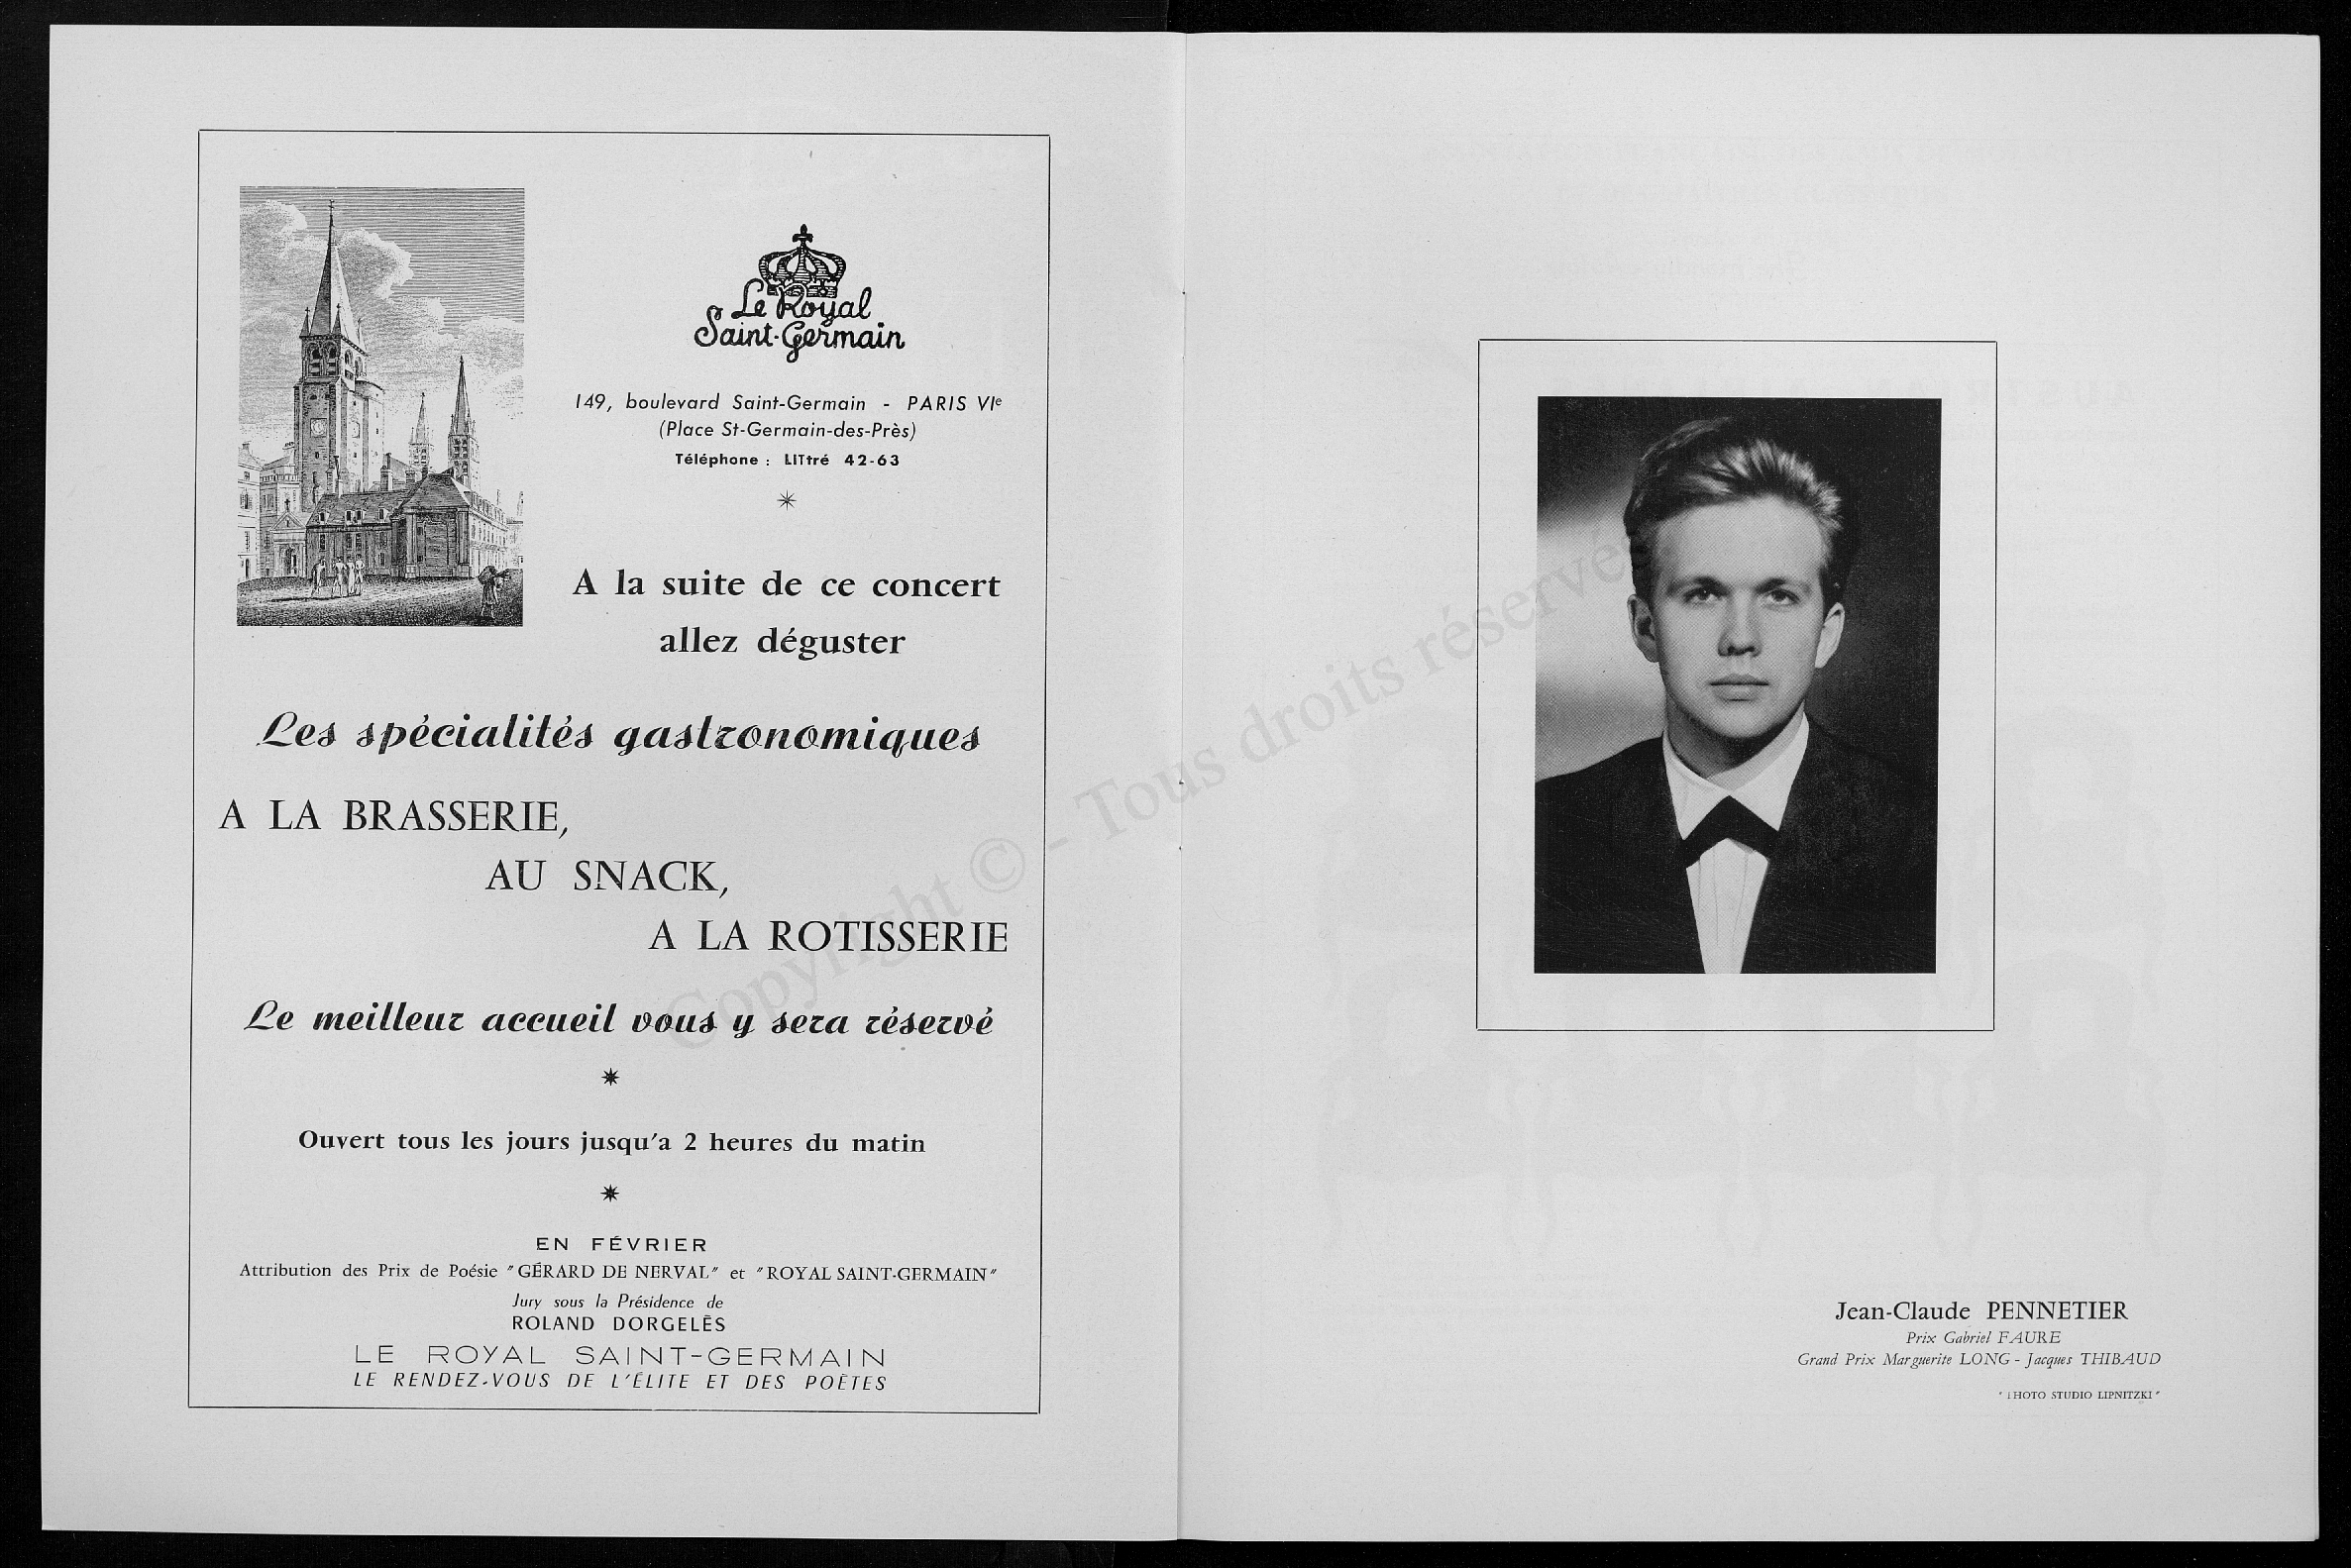 Le Royal
Saint-Germain
149, boulevard Saint-Germain - PARIS VIe
(Place St-Germain-des-Près)
Téléphone : LITtré 42-63
A la suite de ce concert
allez déguster
Les spécialités gastronomiques
A LA BRASSERIE,
AU SNACK,
A LA ROTISSERIE
Le meilleur accueil vous y sera réservé
Ouvert tous les jours jusqu'a 2 heures du matin
EN FÉVRIER
Attribution des Prix de Poésie "GÉRARD DE NERVAL" et "ROYAL SAINT-GERMAIN"
Jury sous la Présidence de
ROLAND DORGELÈS
LE ROYAL SAINT-GERMAIN
LE RENDEZ-VOUS DE L'ÉLITE ET DES POÈTES
Copyright © - Tous droits réservés
Jean-Claude PENNETIER
Prix Gabriel FAURE
Grand Prix Marguerite LONG - Jacques THIBAUD
" PHOTO STUDIO LIPNITZKI "